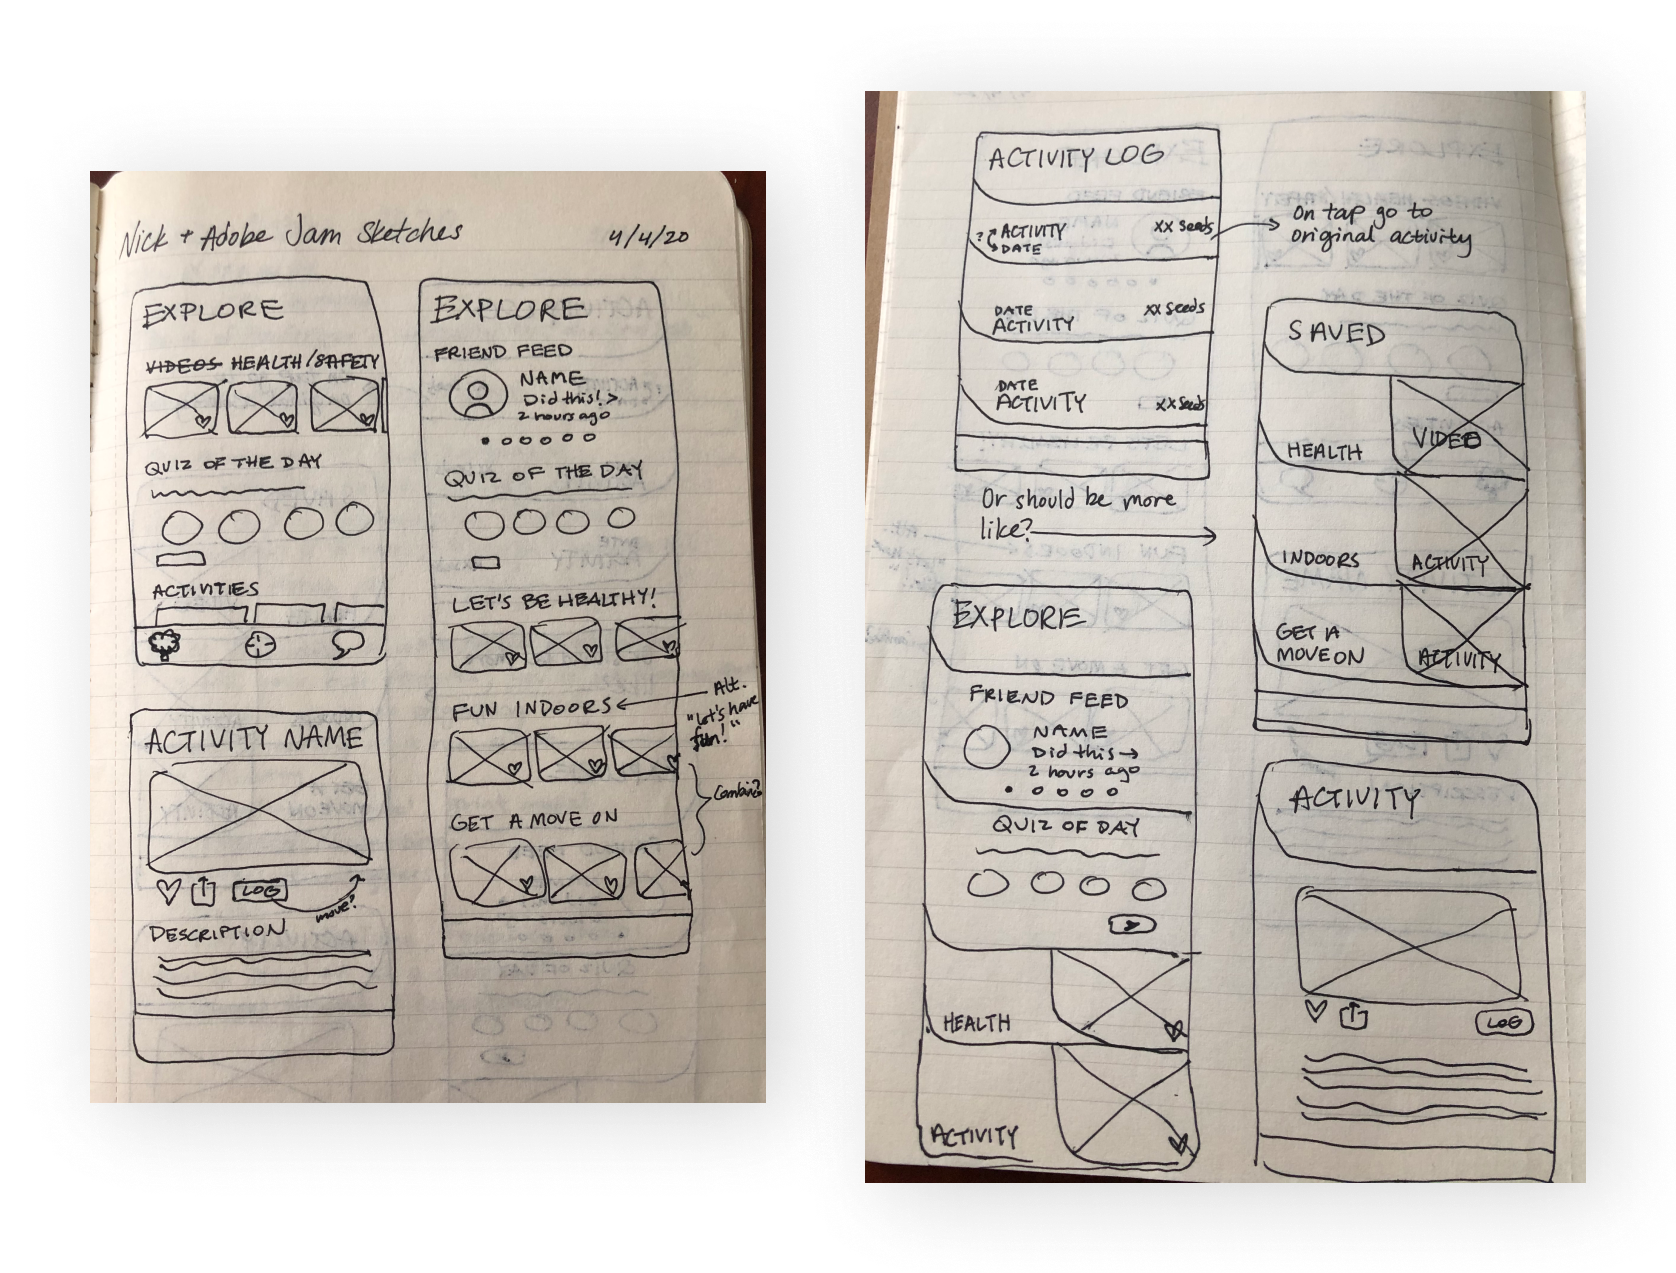 Nick + Adobe Jam Sketches 4/4/20
EXPLORE
VIDEOS HEALTH/SAFETY
QUIZ OF THE DAY
ACTIVITIES
EXPLORE
FRIEND FEED
NAME
Did this! >
2 hours ago
QUIZ OF THE DAY
LET'S BE HEALTHY!
FUN INDOORS
Alt.
"Let's have
fun!"
Combine?
GET A MOVE ON
ACTIVITY NAME
LOG
move?
DESCRIPTION
ACTIVITY LOG
? ACTIVITY xx Seeds
DATE
On tap go to
original activity
DATE xx Seeds
ACTIVITY
DATE
ACTIVITY xx Seeds
Or should be more
like?
SAVED
HEALTH VIDEO
INDOORS ACTIVITY
GET A
MOVE ON ACTIVITY
EXPLORE
FRIEND FEED
NAME
Did this →
2 hours ago
QUIZ OF DAY
HEALTH
ACTIVITY
ACTIVITY
LOG